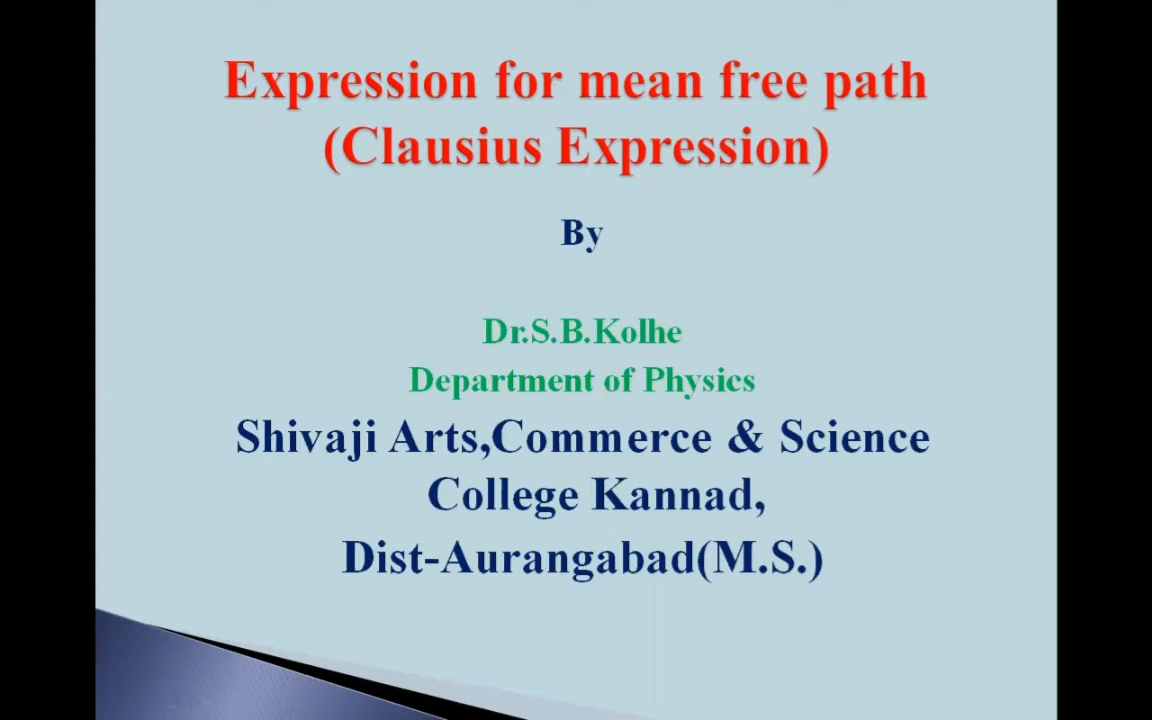 Expression for mean free path
(Clausius Expression)
By
Dr.S.B.Kolhe
Department of Physics
Shivaji Arts,Commerce & Science
College Kannad,
Dist-Aurangabad(M.S.)